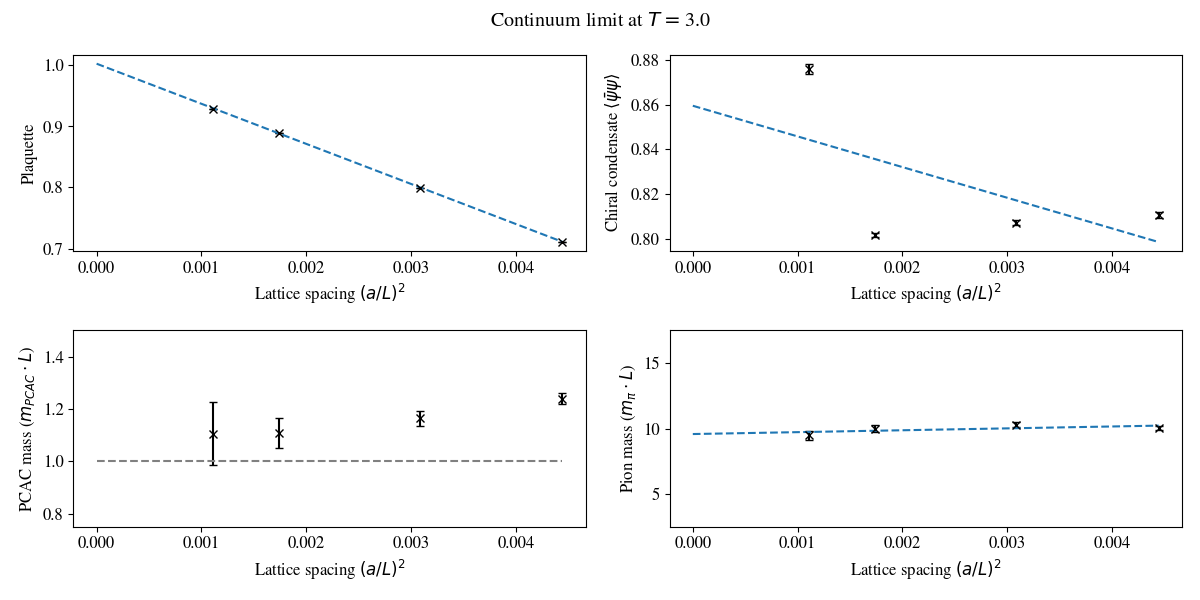 Continuum limit at T = 3.0
1.0
0.9
0.8
0.7
Plaquette
0.000 0.001 0.002 0.003 0.004
Lattice spacing (a/L)²
0.88
0.86
0.84
0.82
0.80
Chiral condensate ⟨ψ̄ψ⟩
0.000 0.001 0.002 0.003 0.004
Lattice spacing (a/L)²
1.4
1.2
1.0
0.8
PCAC mass (m_PCAC · L)
0.000 0.001 0.002 0.003 0.004
Lattice spacing (a/L)²
15
10
5
Pion mass (m_π · L)
0.000 0.001 0.002 0.003 0.004
Lattice spacing (a/L)²